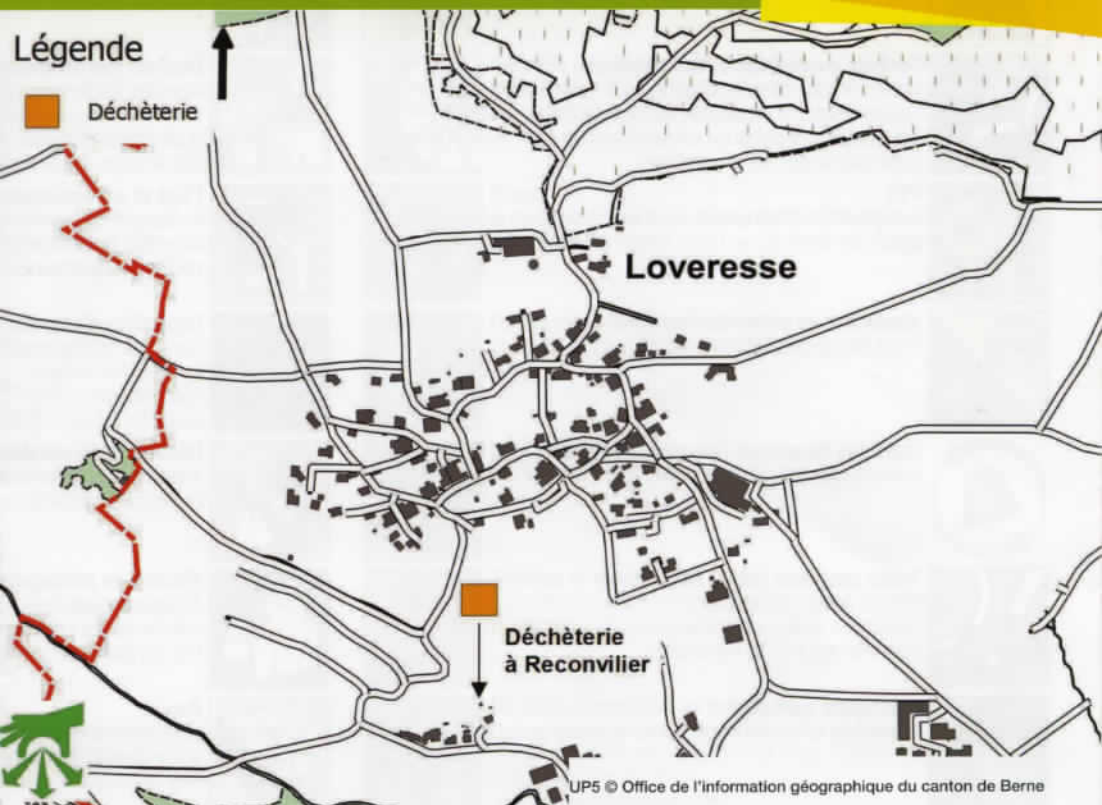 Légende
Déchèterie
Loveresse
Déchèterie
à Reconvilier
UP5 © Office de l'information géographique du canton de Berne